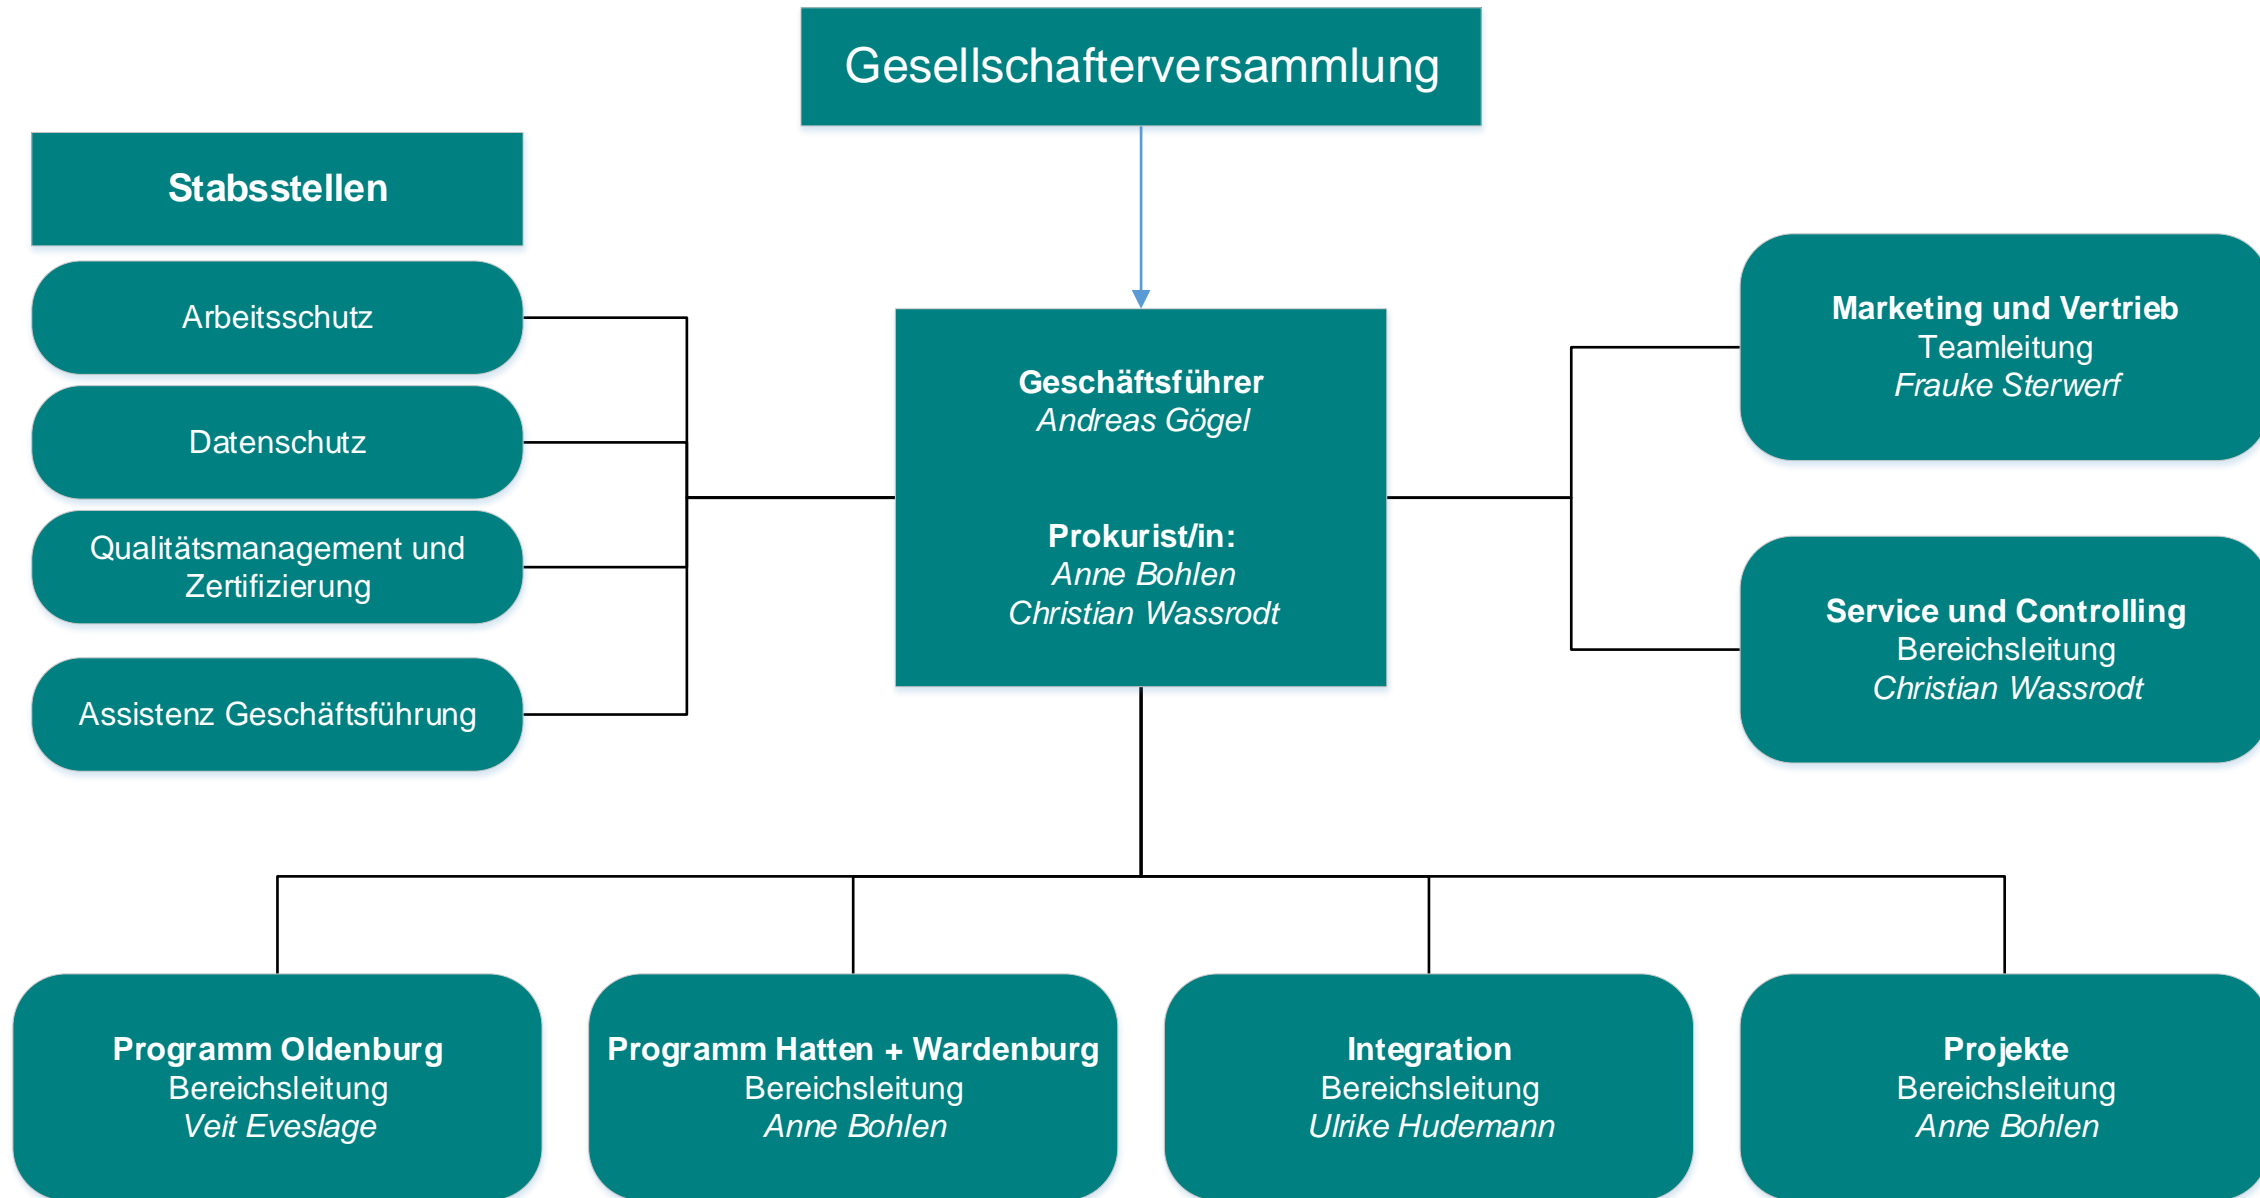 Gesellschafterversammlung
Stabsstellen
Arbeitsschutz
Datenschutz
Qualitätsmanagement und
Zertifizierung
Assistenz Geschäftsführung
Geschäftsführer
Andreas Gögel
Prokurist/in:
Anne Bohlen
Christian Wassrodt
Marketing und Vertrieb
Teamleitung
Frauke Sterwerf
Service und Controlling
Bereichsleitung
Christian Wassrodt
Programm Oldenburg
Bereichsleitung
Veit Eveslage
Programm Hatten + Wardenburg
Bereichsleitung
Anne Bohlen
Integration
Bereichsleitung
Ulrike Hudemann
Projekte
Bereichsleitung
Anne Bohlen